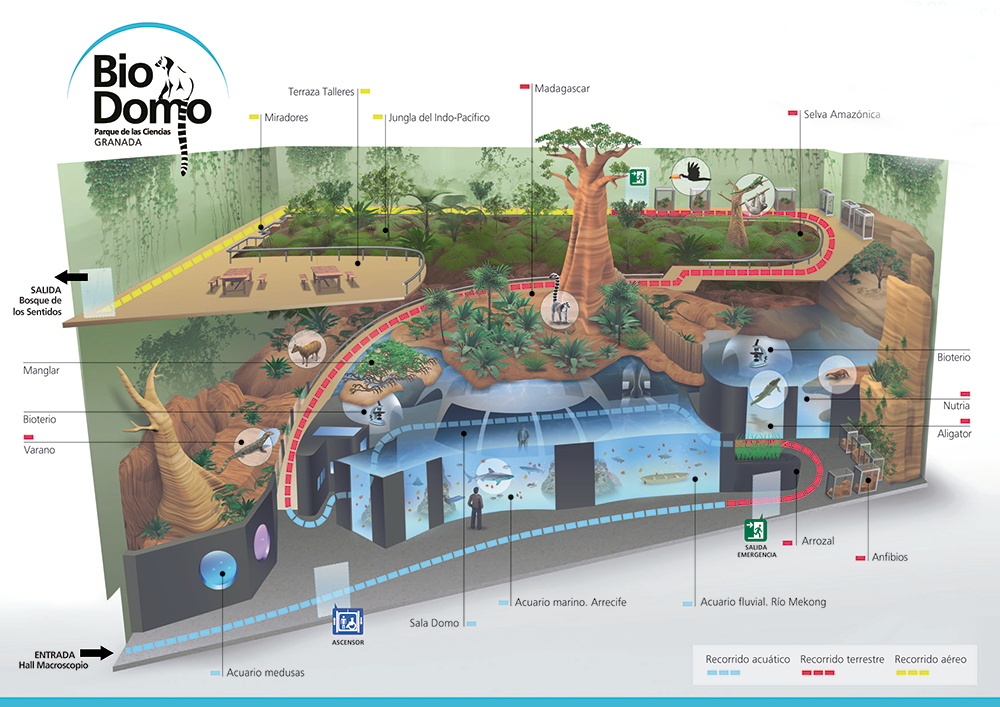 Bio
Domo
Parque de las Ciencias
GRANADA
Terraza Talleres
Miradores
Jungla del Indo-Pacífico
Madagascar
Selva Amazónica
SALIDA
Bosque de
los Sentidos
Manglar
Bioterio
Varano
Bioterio
Nutria
Aligator
SALIDA
EMERGENCIA
Arrozal
Anfibios
Acuario marino. Arrecife
Acuario fluvial. Río Mekong
Sala Domo
ASCENSOR
ENTRADA
Hall Macroscopio
Acuario medusas
Recorrido acuático
Recorrido terrestre
Recorrido aéreo